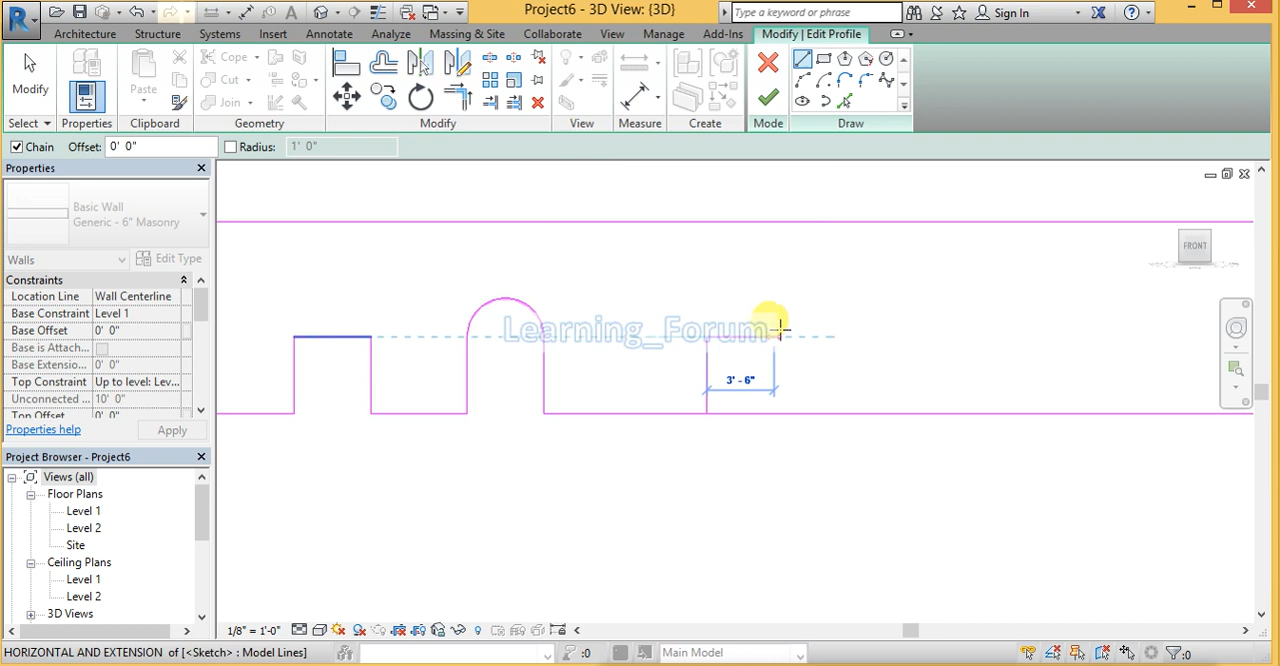 Project6 - 3D View: {3D}
Type a keyword or phrase
Sign In
Architecture Structure Systems Insert Annotate Analyze Massing & Site Collaborate View Manage Add-Ins Modify | Edit Profile
Modify
Paste
Cope
Cut
Join
Select Properties Clipboard Geometry Modify View Measure Create Mode Draw
Chain Offset: 0' 0" Radius: 1' 0"
Properties
Basic Wall
Generic - 6" Masonry
Walls Edit Type
Constraints
Location Line Wall Centerline
Base Constraint Level 1
Base Offset 0' 0"
Base is Attach...
Base Extensio... 0' 0"
Top Constraint Up to level: Lev...
Unconnected ... 10' 0"
Top Offset 0' 0"
Properties help Apply
Project Browser - Project6
Views (all)
Floor Plans
Level 1
Level 2
Site
Ceiling Plans
Level 1
Level 2
3D Views
FRONT
Learning_Forum
3' - 6"
1/8" = 1'-0"
HORIZONTAL AND EXTENSION of [<Sketch> : Model Lines]
:0 Main Model :0